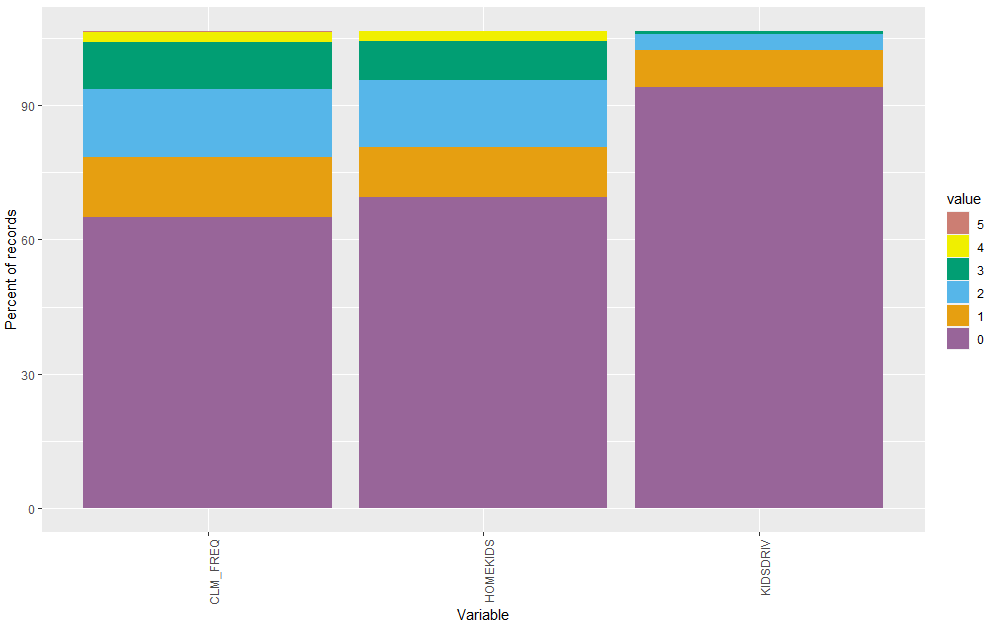 Percent of records
90
60
30
0
CLM_FREQ
HOMEKIDS
KIDSDRIV
Variable
value
5
4
3
2
1
0